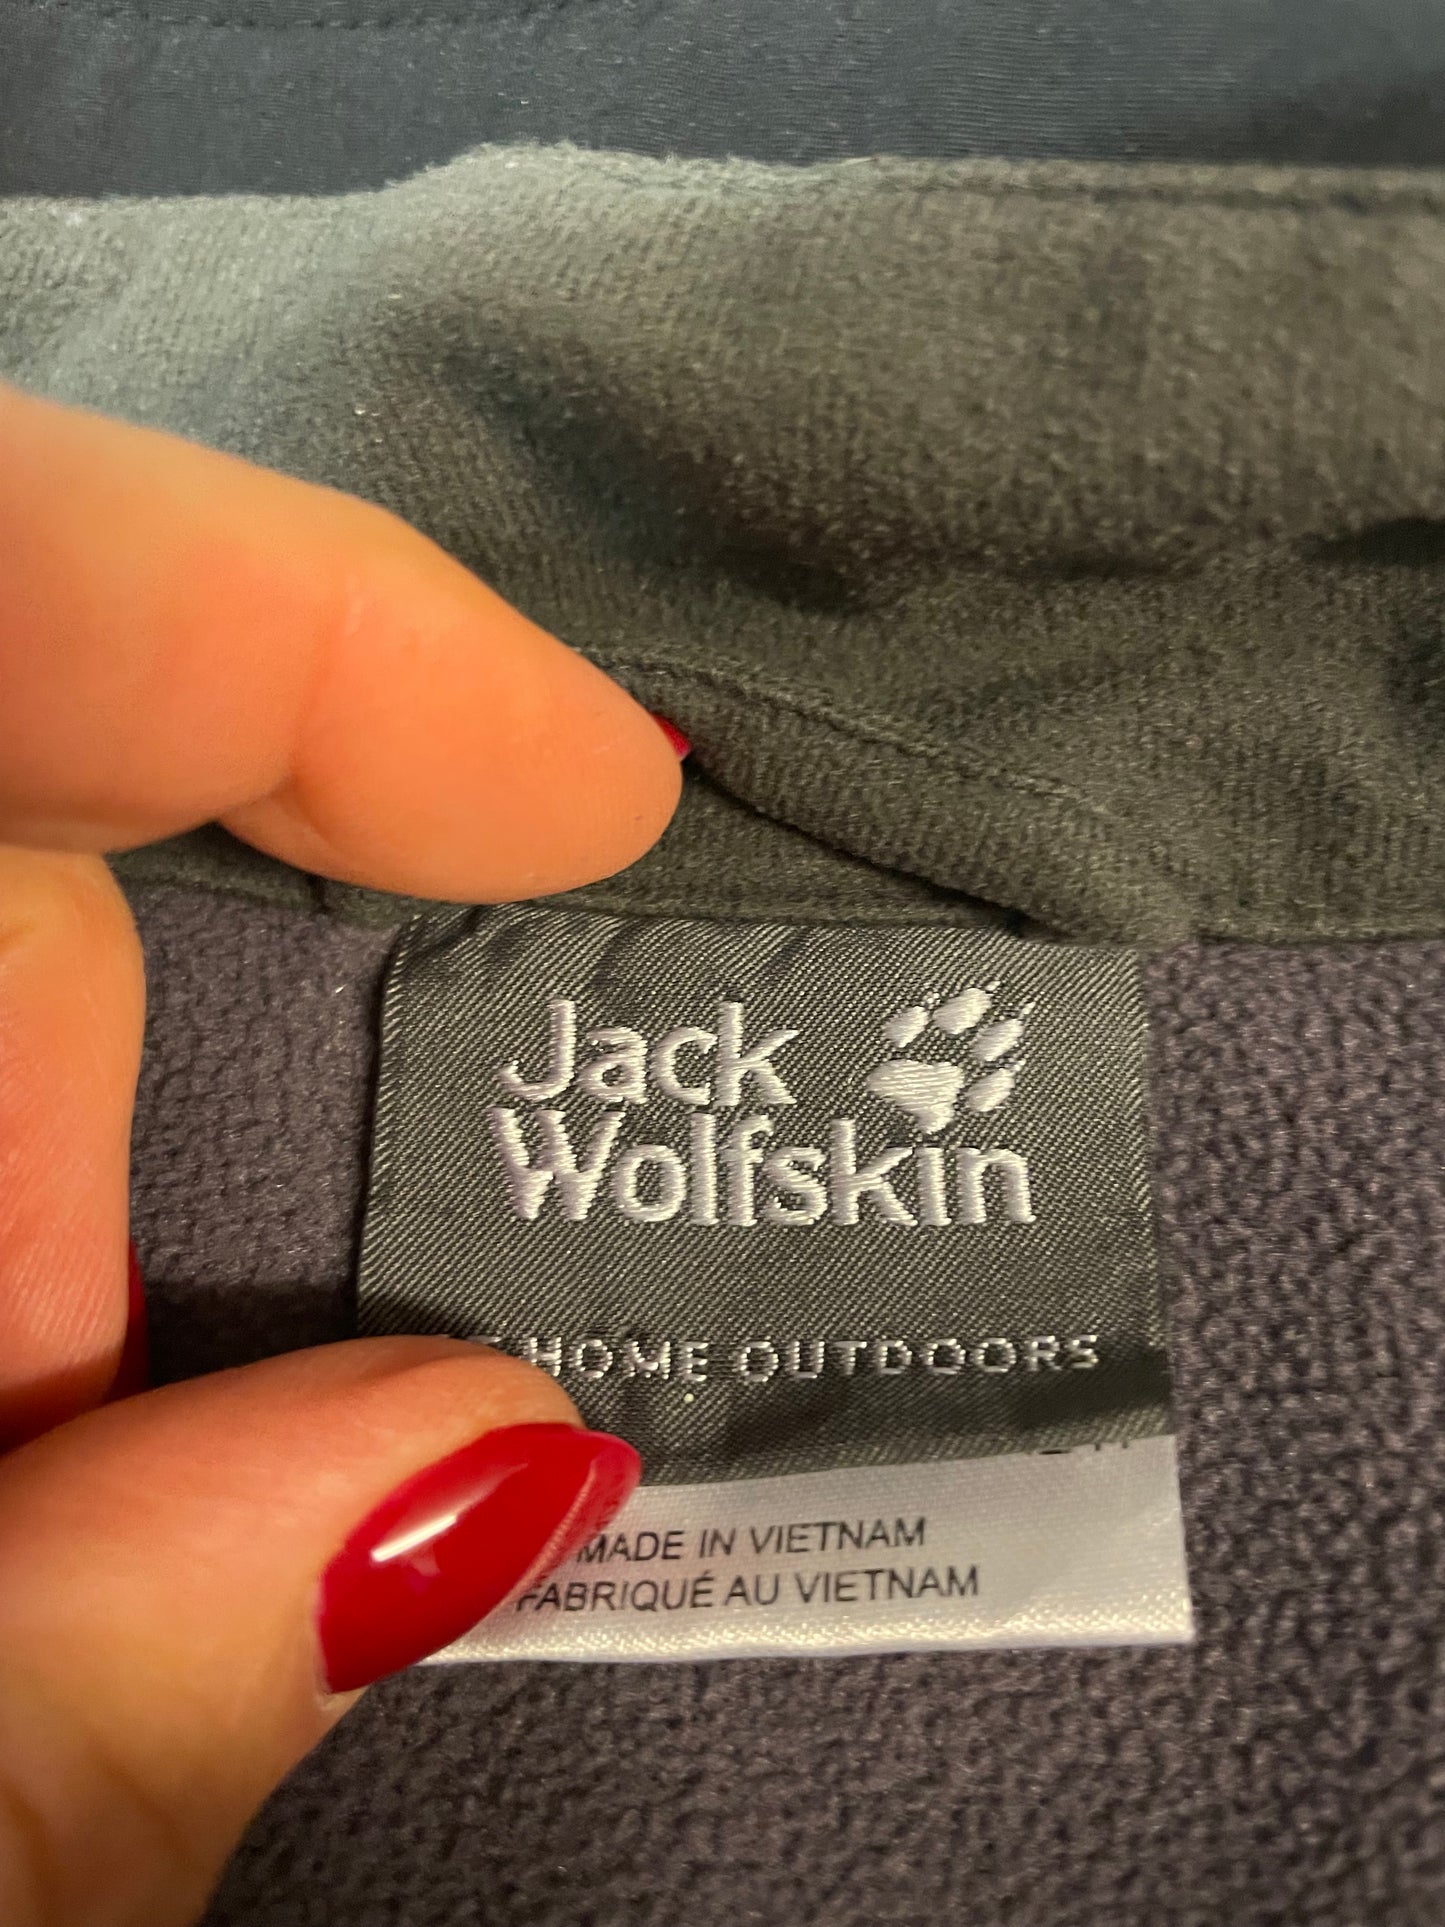 Jack
Wolfskin
HOME OUTDOORS
MADE IN VIETNAM
FABRIQUÉ AU VIETNAM